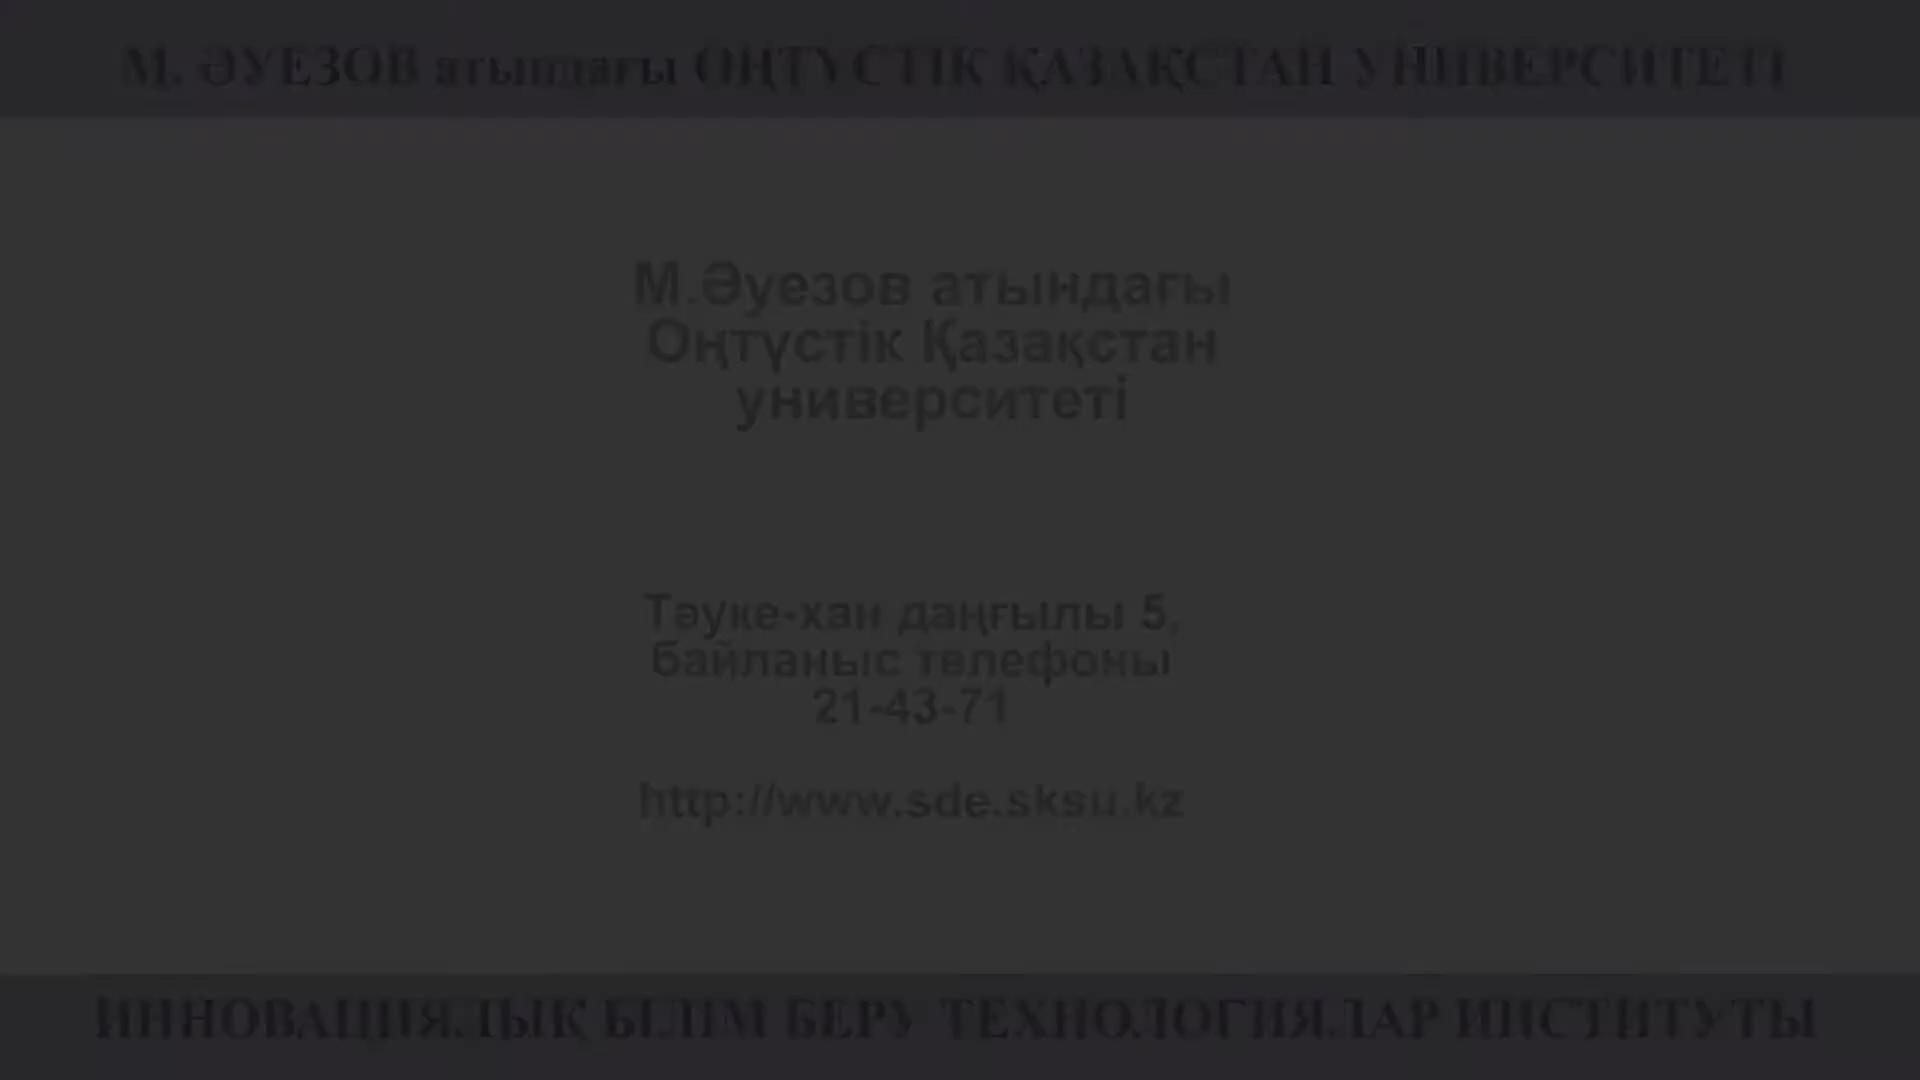 М. ӘУЕЗОВ атындағы ОҢТҮСТІК ҚАЗАҚСТАН УНИВЕРСИТЕТІ
М.Әуезов атындағы
Оңтүстік Қазақстан
университеті
Тәуке-хан даңғылы 5,
байланыс телефоны
21-43-71
http://www.sde.sksu.kz
ИННОВАЦИЯЛЫҚ БІЛІМ БЕРУ ТЕХНОЛОГИЯЛАР ИНСТИТУТЫ